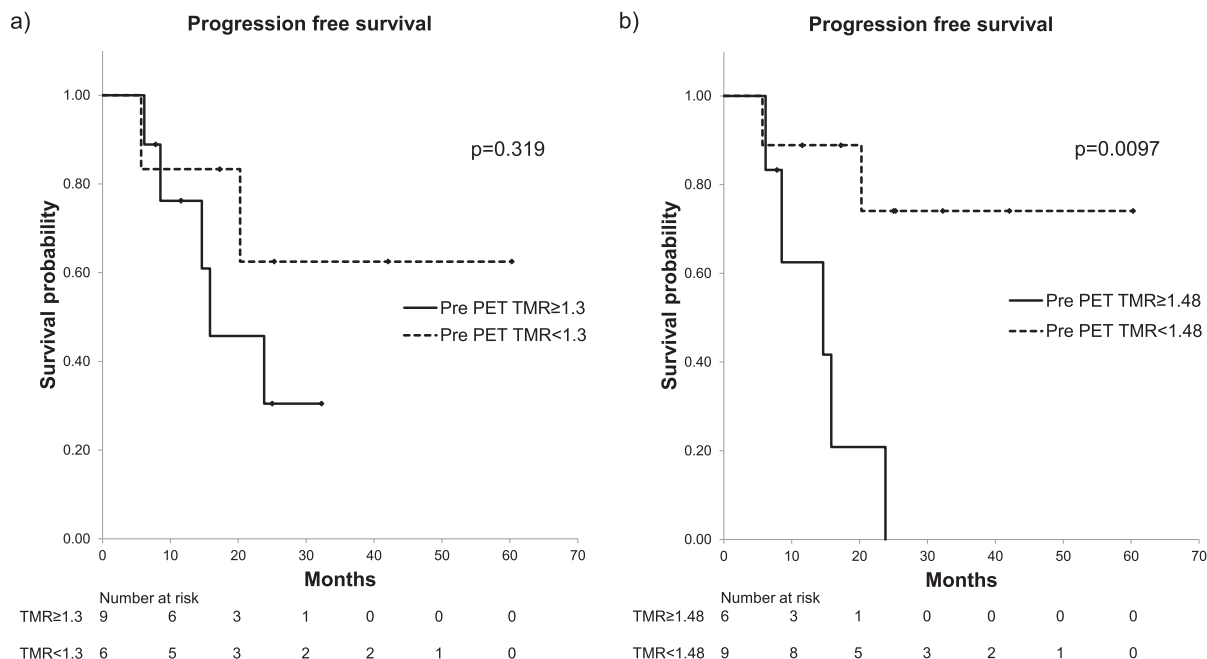 a)
Progression free survival
1.00
0.80
0.60
0.40
0.20
0.00
Survival probability
p=0.319
Pre PET TMR≥1.3
Pre PET TMR<1.3
0 10 20 30 40 50 60 70
Months
Number at risk
TMR≥1.3 9 6 3 1 0 0 0
TMR<1.3 6 5 3 2 2 1 0
b)
Progression free survival
1.00
0.80
0.60
0.40
0.20
0.00
Survival probability
p=0.0097
Pre PET TMR≥1.48
Pre PET TMR<1.48
0 10 20 30 40 50 60 70
Months
Number at risk
TMR≥1.48 6 3 1 0 0 0 0
TMR<1.48 9 8 5 3 2 1 0